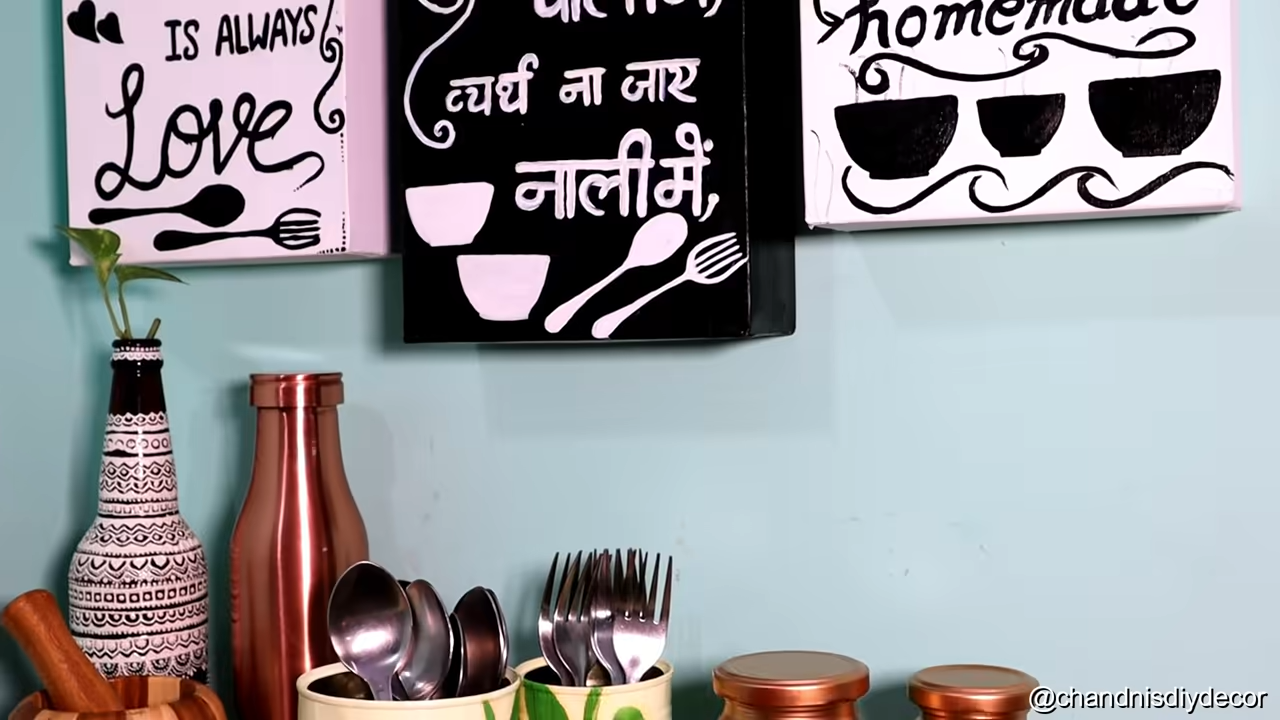 IS ALWAYS
Love
व्यर्थ ना जाए
नाली में,
homemade
@chandnisdiydecor